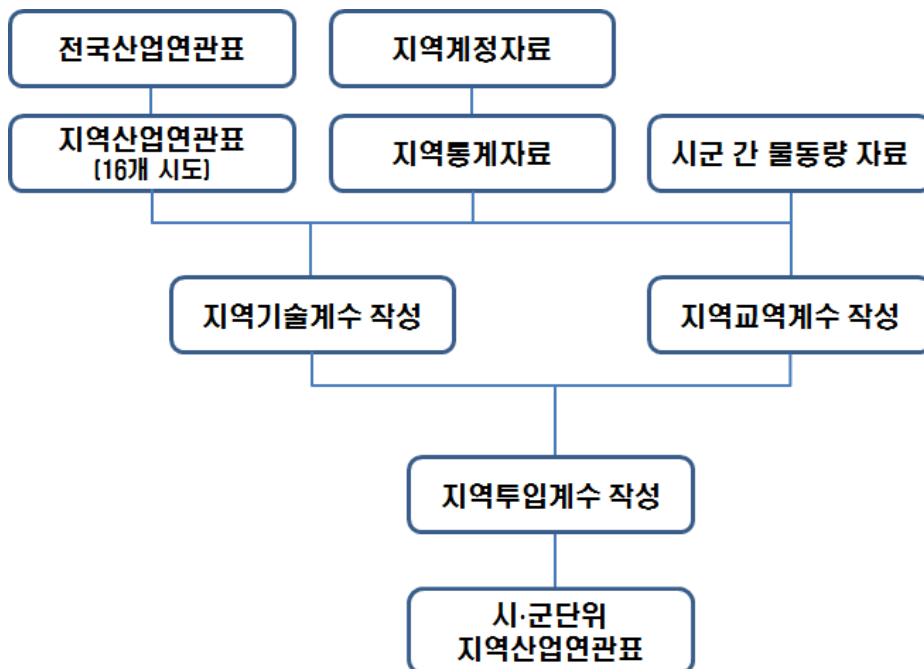 전국산업연관표
지역계정자료
지역산업연관표
(16개 시도)
지역통계자료
시군 간 물동량 자료
지역기술계수 작성
지역교역계수 작성
지역투입계수 작성
시·군단위
지역산업연관표